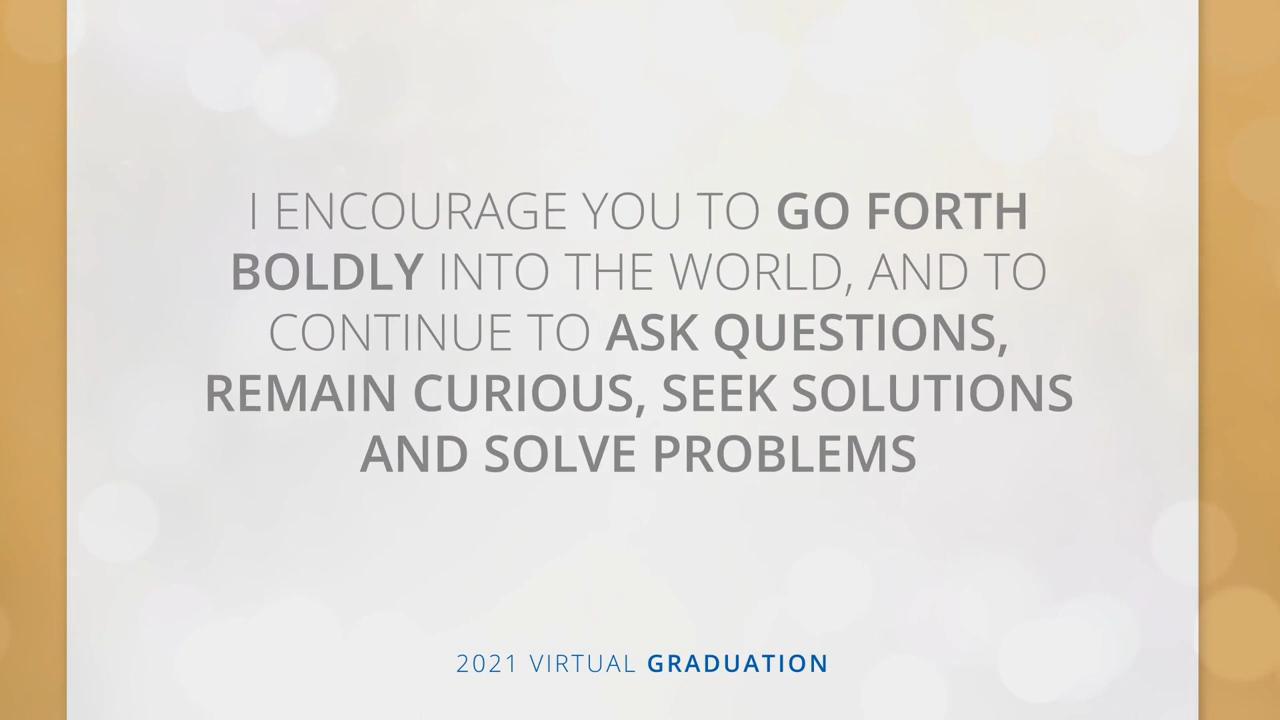 I ENCOURAGE YOU TO GO FORTH
BOLDLY INTO THE WORLD, AND TO
CONTINUE TO ASK QUESTIONS,
REMAIN CURIOUS, SEEK SOLUTIONS
AND SOLVE PROBLEMS
2021 VIRTUAL GRADUATION